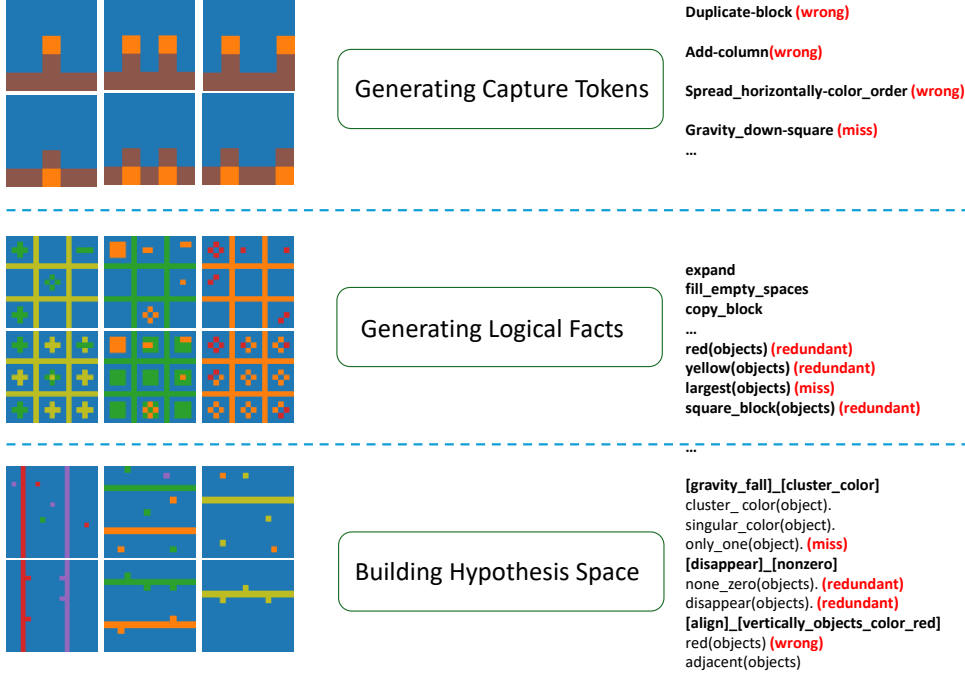 Generating Capture Tokens
Duplicate-block (wrong)
Add-column(wrong)
Spread_horizontally-color_order (wrong)
Gravity_down-square (miss)
...
Generating Logical Facts
expand
fill_empty_spaces
copy_block
...
red(objects) (redundant)
yellow(objects) (redundant)
largest(objects) (miss)
square_block(objects) (redundant)
...
Building Hypothesis Space
[gravity_fall]_[cluster_color]
cluster_ color(object).
singular_color(object).
only_one(object). (miss)
[disappear]_[nonzero]
none_zero(objects). (redundant)
disappear(objects). (redundant)
[align]_[vertically_objects_color_red]
red(objects) (wrong)
adjacent(objects)